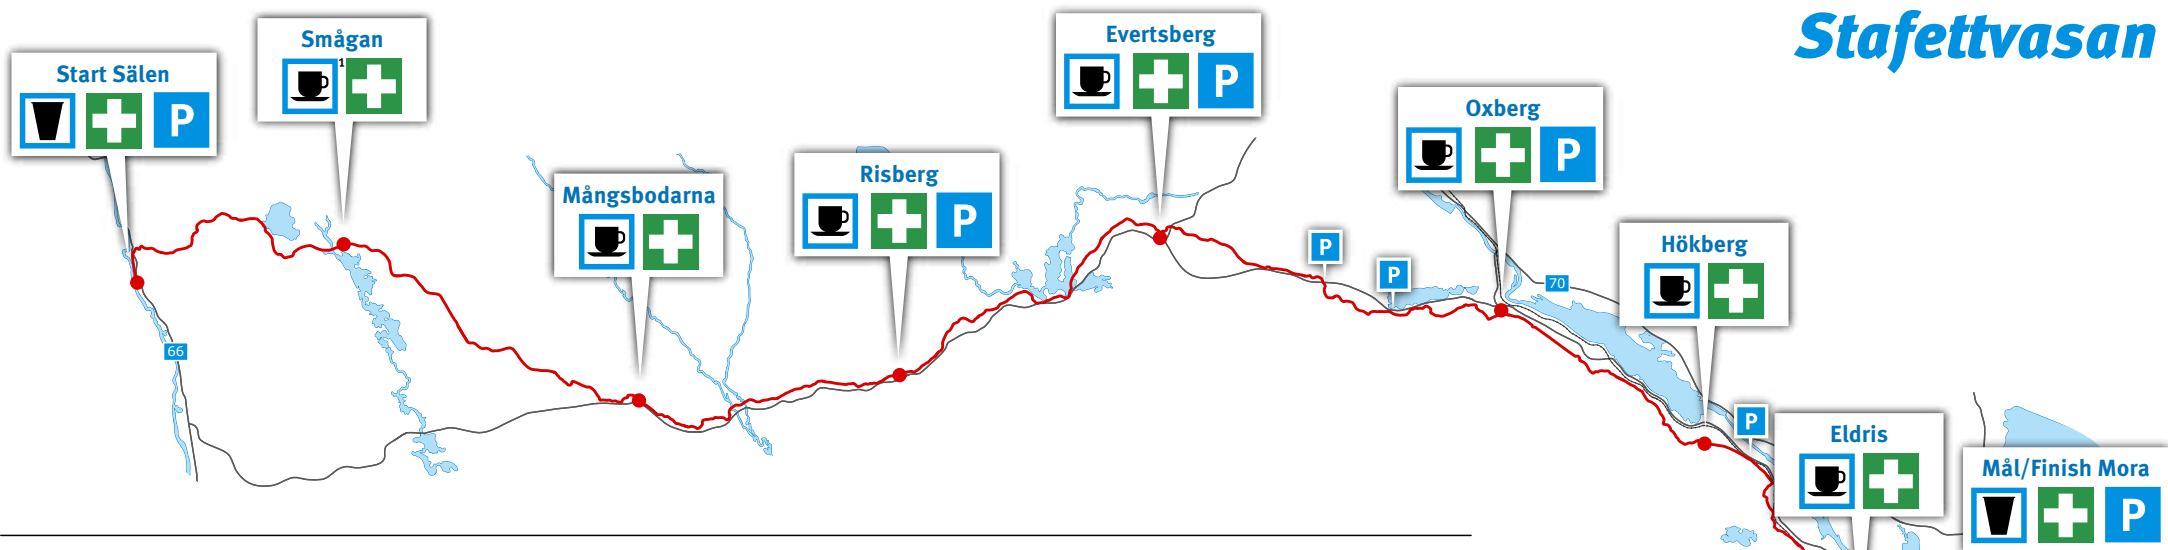 Stafettvasan
Start Sälen
P
Smågan
1
Mångsbodarna
Risberg
P
Evertsberg
P
P
P
Oxberg
P
70
66
Hökberg
P
Eldris
Mål/Finish Mora
P